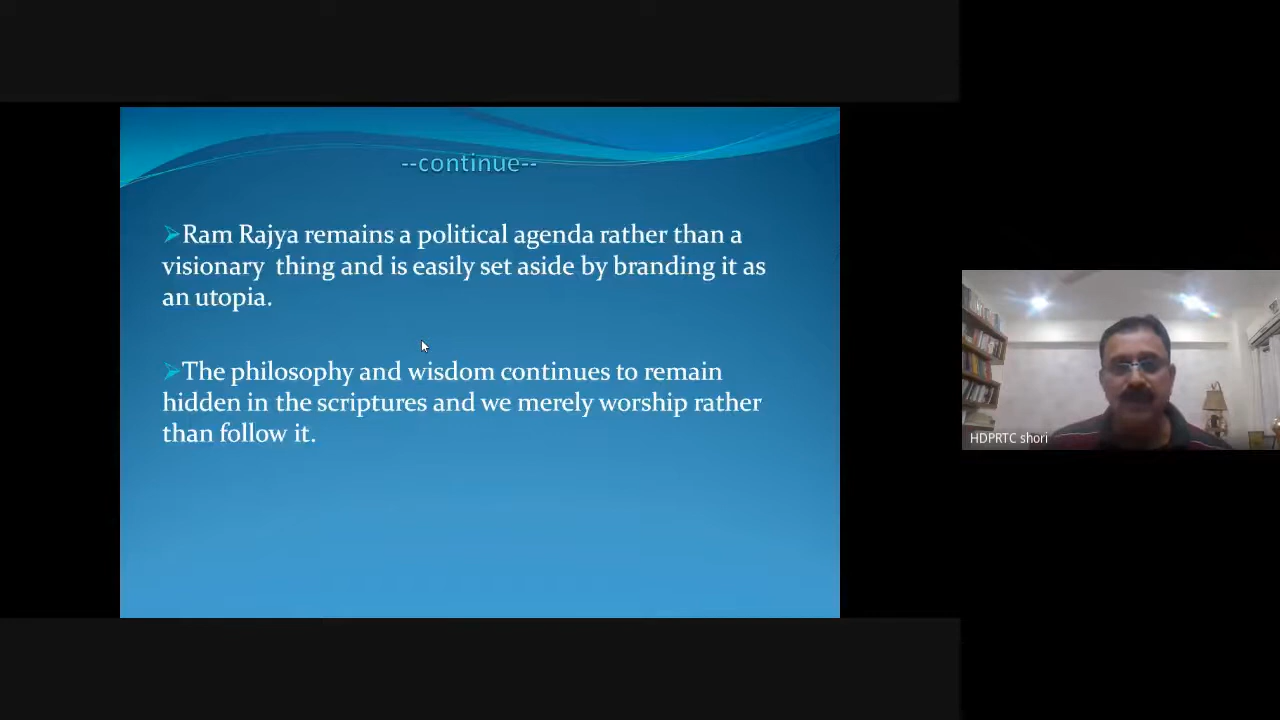 --continue--
➢Ram Rajya remains a political agenda rather than a
visionary  thing and is easily set aside by branding it as
an utopia.
➢The philosophy and wisdom continues to remain
hidden in the scriptures and we merely worship rather
than follow it.
HDPRTC shori